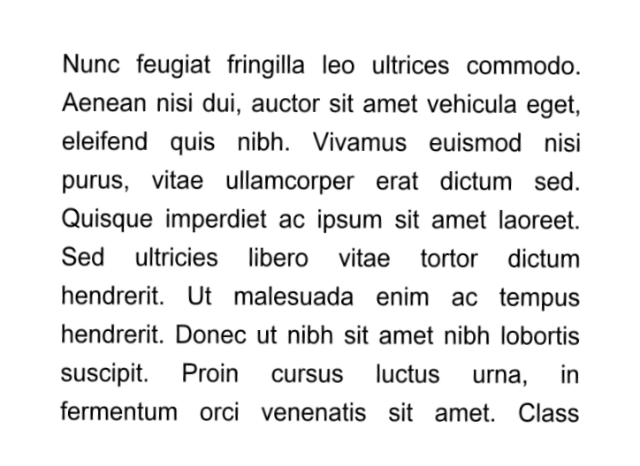 Nunc feugiat fringilla leo ultrices commodo.
Aenean nisi dui, auctor sit amet vehicula eget,
eleifend quis nibh. Vivamus euismod nisi
purus, vitae ullamcorper erat dictum sed.
Quisque imperdiet ac ipsum sit amet laoreet.
Sed ultricies libero vitae tortor dictum
hendrerit. Ut malesuada enim ac tempus
hendrerit. Donec ut nibh sit amet nibh lobortis
suscipit. Proin cursus luctus urna, in
fermentum orci venenatis sit amet. Class